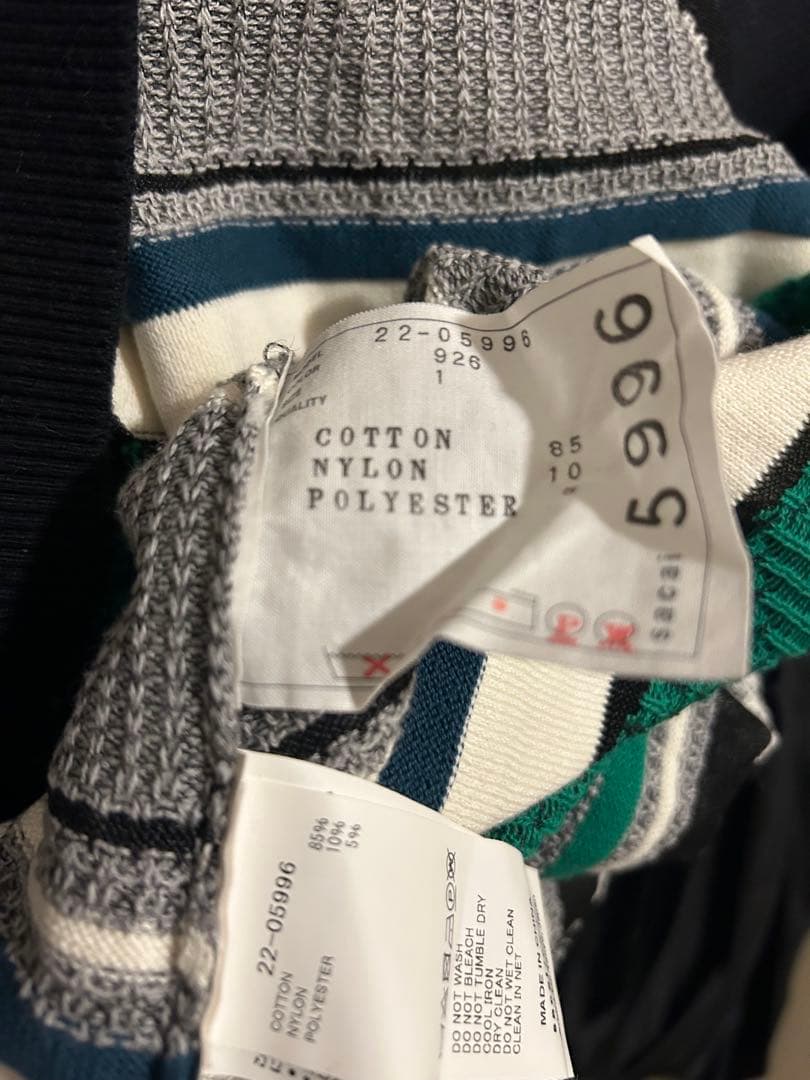 22-05996
926
1
QUALITY
COTTON 85
NYLON 10
POLYESTER
P
sacai 5996
22-05996
COTTON 85%
NYLON 10%
POLYESTER 5%
DO NOT WASH
DO NOT BLEACH
DO NOT TUMBLE DRY
COOL IRON
DRY CLEAN
DO NOT WET CLEAN
CLEAN IN NET
MADE IN CHINA